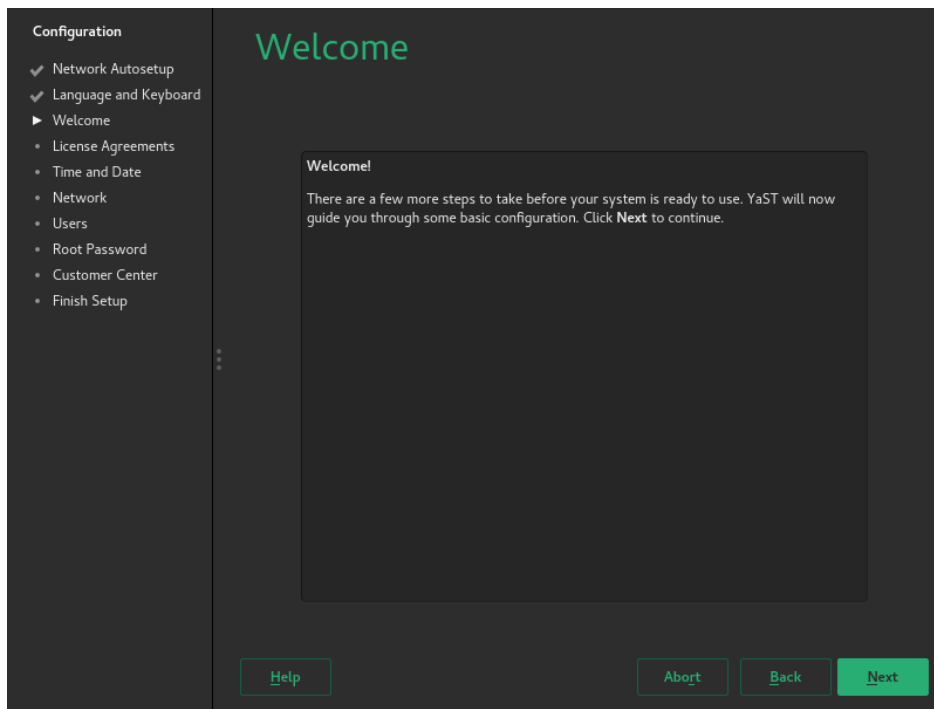 Configuration
Network Autosetup
Language and Keyboard
Welcome
License Agreements
Time and Date
Network
Users
Root Password
Customer Center
Finish Setup
Welcome
Welcome!
There are a few more steps to take before your system is ready to use. YaST will now
guide you through some basic configuration. Click Next to continue.
Help
Abort
Back
Next